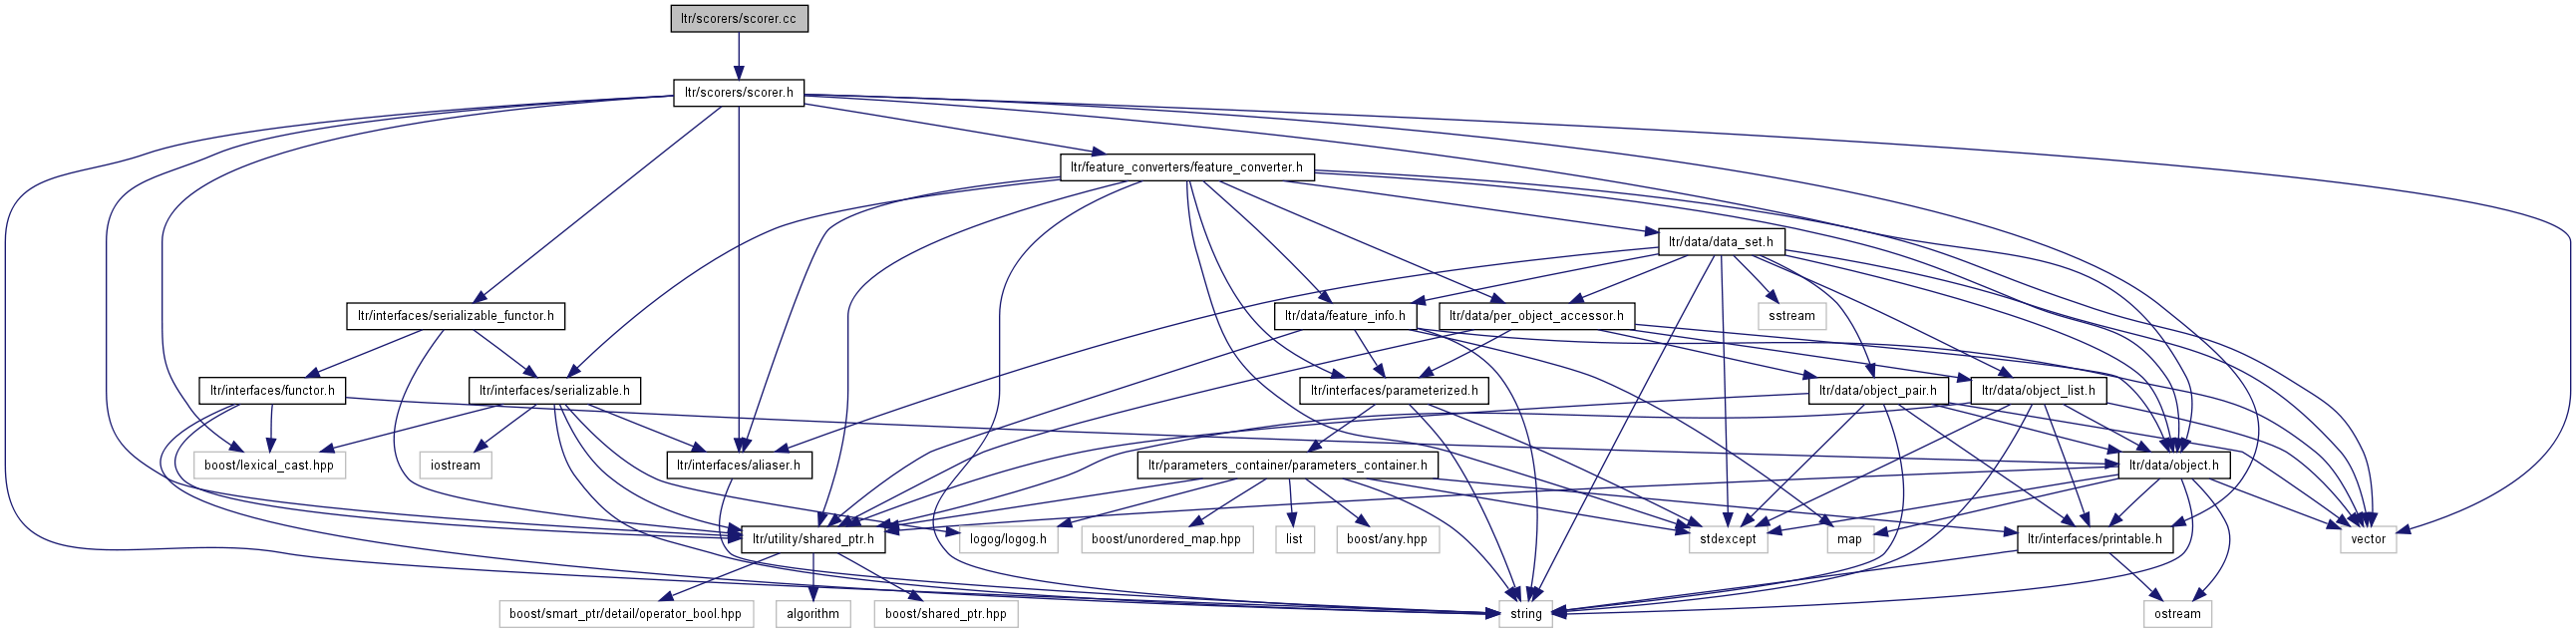 ltr/scorers/scorer.cc
ltr/scorers/scorer.h
ltr/feature_converters/feature_converter.h
ltr/data/data_set.h
ltr/interfaces/serializable_functor.h
ltr/data/feature_info.h
ltr/data/per_object_accessor.h
sstream
ltr/interfaces/functor.h
ltr/interfaces/serializable.h
ltr/interfaces/parameterized.h
ltr/data/object_pair.h
ltr/data/object_list.h
boost/lexical_cast.hpp
iostream
ltr/interfaces/aliaser.h
ltr/parameters_container/parameters_container.h
ltr/data/object.h
ltr/utility/shared_ptr.h
logog/logog.h
boost/unordered_map.hpp
list
boost/any.hpp
stdexcept
map
ltr/interfaces/printable.h
vector
boost/smart_ptr/detail/operator_bool.hpp
algorithm
boost/shared_ptr.hpp
string
ostream